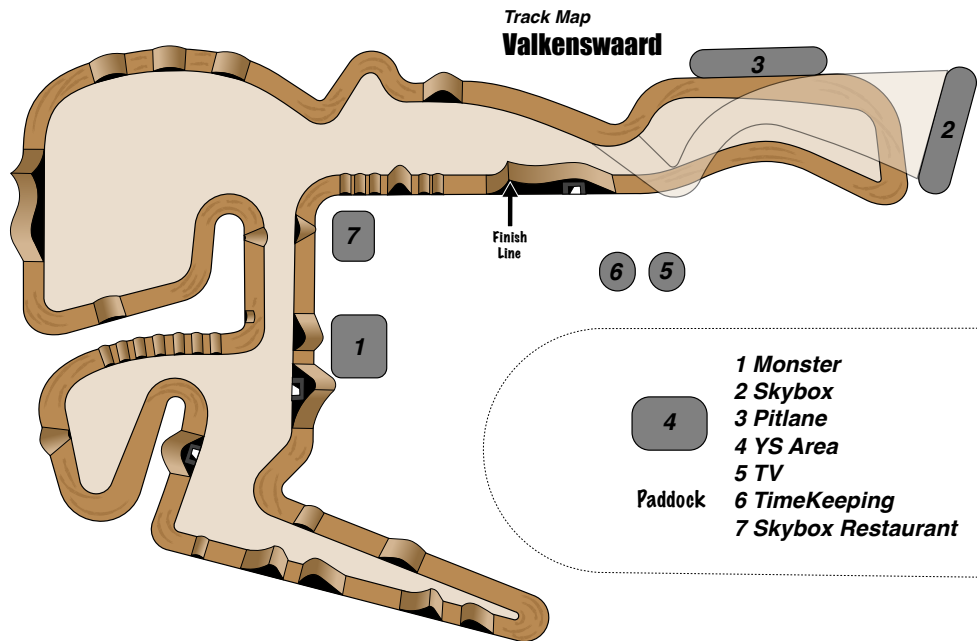 Track Map
Valkenswaard
3
2
7
Finish
Line
6
5
1
4
Paddock
1 Monster
2 Skybox
3 Pitlane
4 YS Area
5 TV
6 TimeKeeping
7 Skybox Restaurant